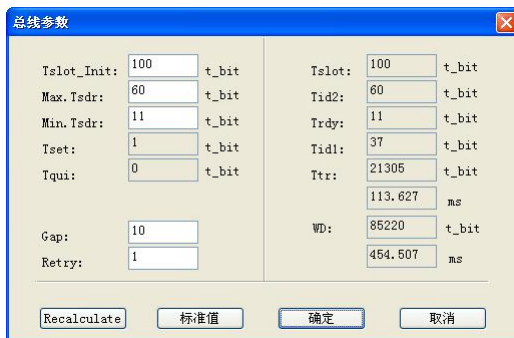 总线参数
Tslot_Init: 100 t_bit
Max.Tsdr: 60 t_bit
Min.Tsdr: 11 t_bit
Tset: 1 t_bit
Tqui: 0 t_bit
Gap: 10
Retry: 1
Tslot: 100 t_bit
Tid2: 60 t_bit
Trdy: 11 t_bit
Tid1: 37 t_bit
Ttr: 21305 t_bit
113.627 ms
WD: 85220 t_bit
454.507 ms
Recalculate 标准值 确定 取消